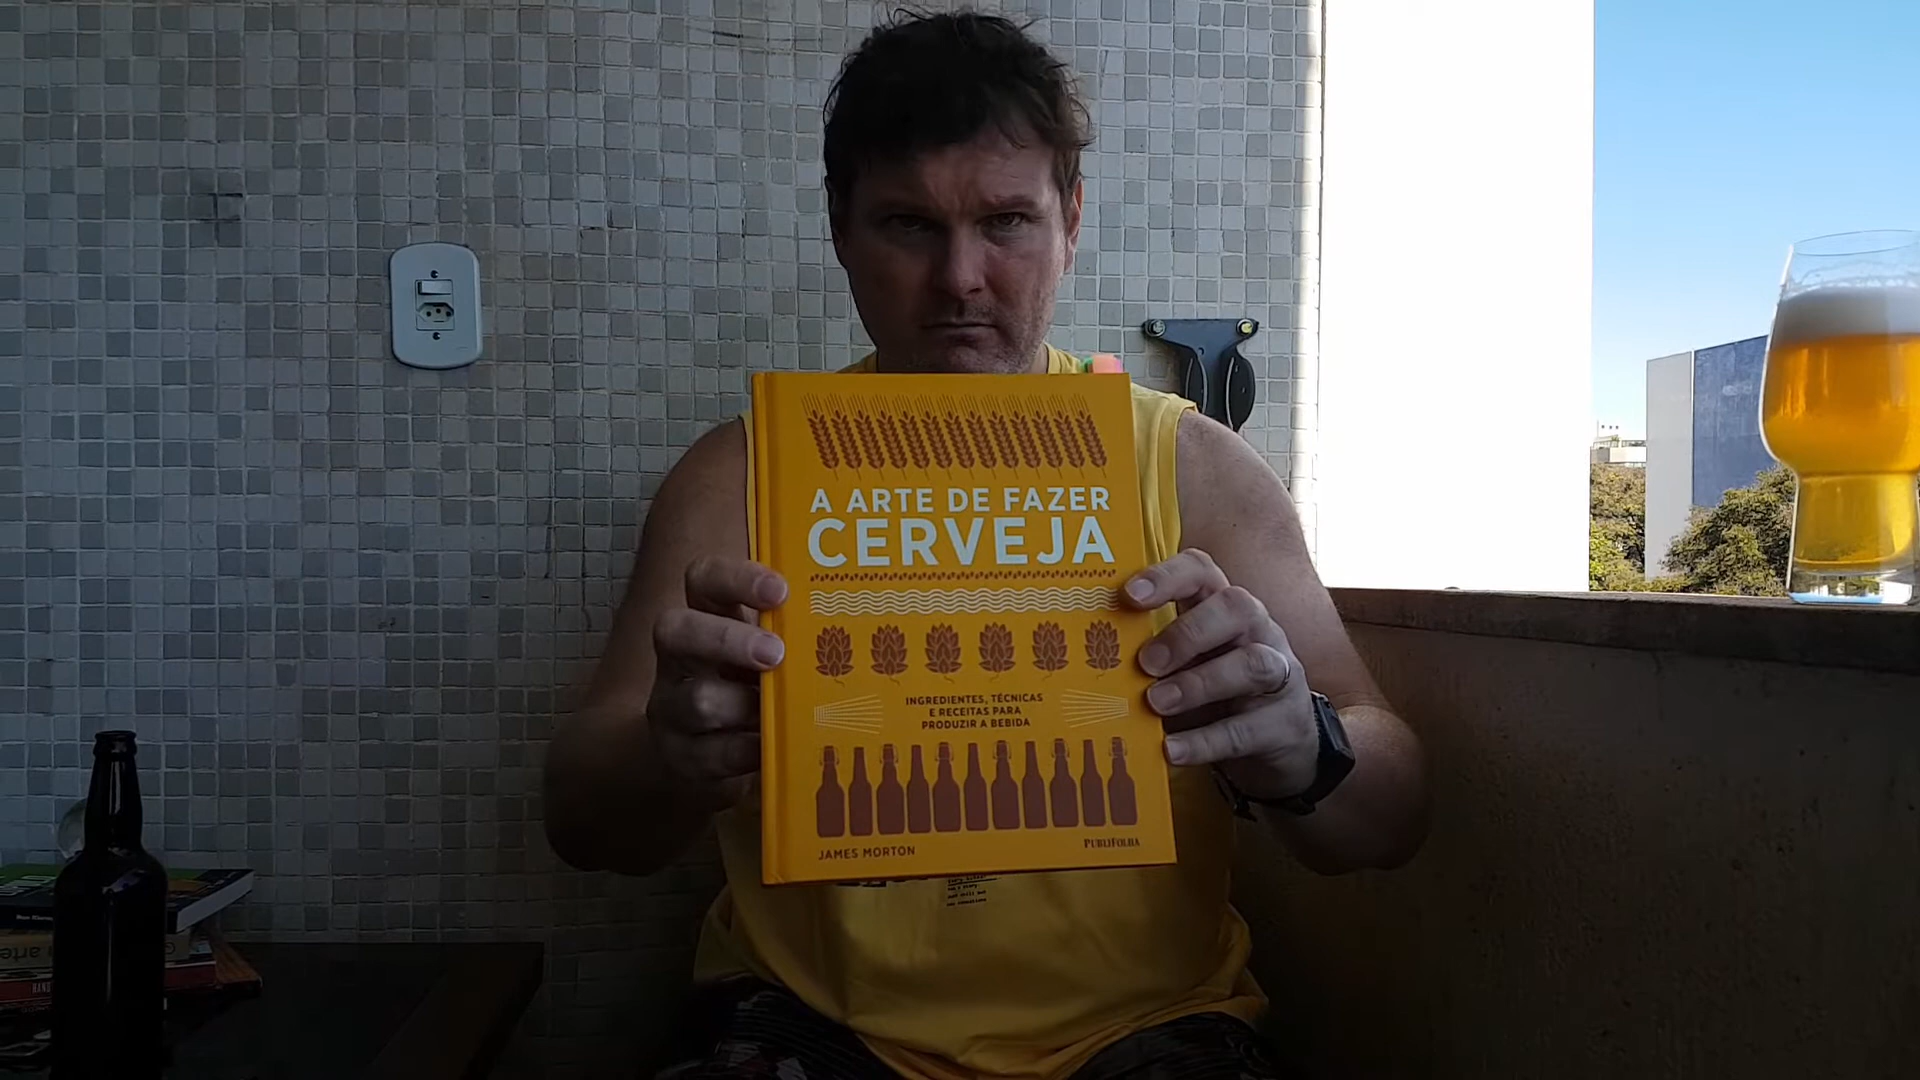 A ARTE DE FAZER
CERVEJA
INGREDIENTES, TÉCNICAS
E RECEITAS PARA
PRODUZIR A BEBIDA
JAMES MORTON
PUBLIFOLHA